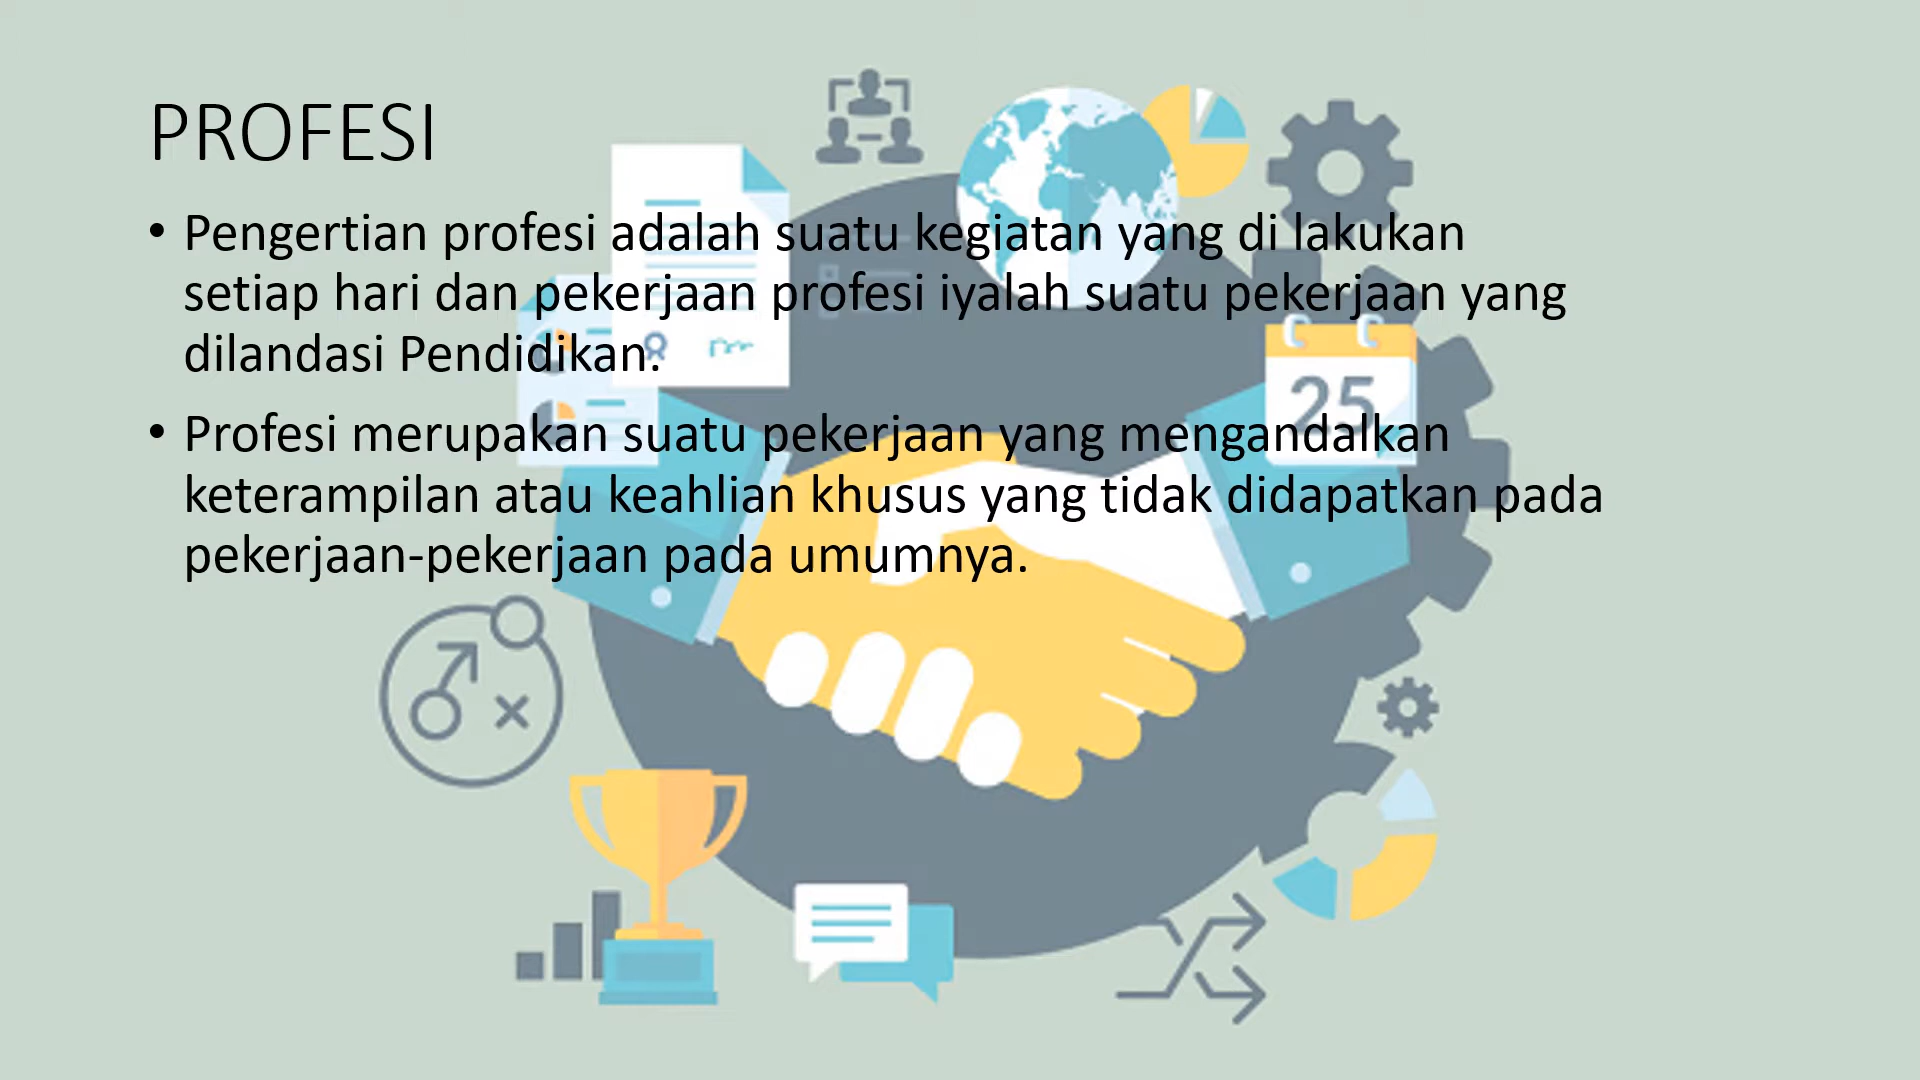 PROFESI
• Pengertian profesi adalah suatu kegiatan yang di lakukan
setiap hari dan pekerjaan profesi iyalah suatu pekerjaan yang
dilandasi Pendidikan.
25
• Profesi merupakan suatu pekerjaan yang mengandalkan
keterampilan atau keahlian khusus yang tidak didapatkan pada
pekerjaan-pekerjaan pada umumnya.